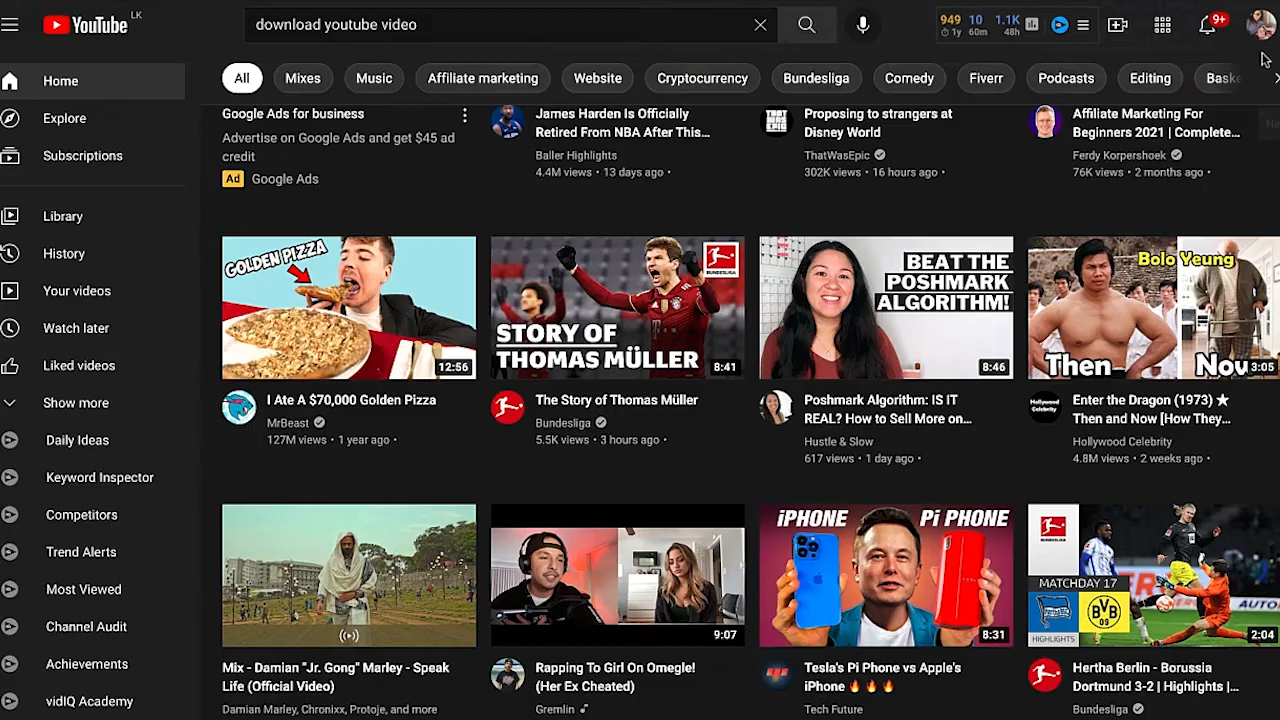 YouTube LK
download youtube video
949 10 1.1K
1y 60m 48h
9+
All Mixes Music Affiliate marketing Website Cryptocurrency Bundesliga Comedy Fiverr Podcasts Editing Baske
Home
Explore
Subscriptions
Library
History
Your videos
Watch later
Liked videos
Show more
Daily Ideas
Keyword Inspector
Competitors
Trend Alerts
Most Viewed
Channel Audit
Achievements
vidIQ Academy
Google Ads for business
Advertise on Google Ads and get $45 ad
credit
Ad Google Ads
James Harden Is Officially
Retired From NBA After This...
Baller Highlights
4.4M views • 13 days ago •
THAT
WAS
EPIC
Proposing to strangers at
Disney World
ThatWasEpic
302K views • 16 hours ago •
Affiliate Marketing For
Beginners 2021 | Complete...
Ferdy Korpershoek
76K views • 2 months ago •
GOLDEN PIZZA
12:56
I Ate A $70,000 Golden Pizza
MrBeast
127M views • 1 year ago •
BUNDESLIGA
STORY OF
THOMAS MÜLLER
8:41
The Story of Thomas Müller
Bundesliga
5.5K views • 3 hours ago •
BEAT THE
POSHMARK
ALGORITHM!
8:46
Poshmark Algorithm: IS IT
REAL? How to Sell More on...
Hustle & Slow
617 views • 1 day ago •
Bolo Yeung
Then Now
3:05
Hollywood
Celebrity
Enter the Dragon (1973) ★
Then and Now [How They...
Hollywood Celebrity
4.8M views • 2 weeks ago •
Mix - Damian "Jr. Gong" Marley - Speak
Life (Official Video)
Damian Marley, Chronixx, Protoje, and more
9:07
Rapping To Girl On Omegle!
(Her Ex Cheated)
Gremlin
iPHONE Pi PHONE
8:31
Tesla's Pi Phone vs Apple's
iPhone 🔥🔥🔥
Tech Future
BUNDESLIGA
MATCHDAY 17
BVB
09
HIGHLIGHTS
AUTO
2:04
Hertha Berlin - Borussia
Dortmund 3-2 | Highlights |...
Bundesliga